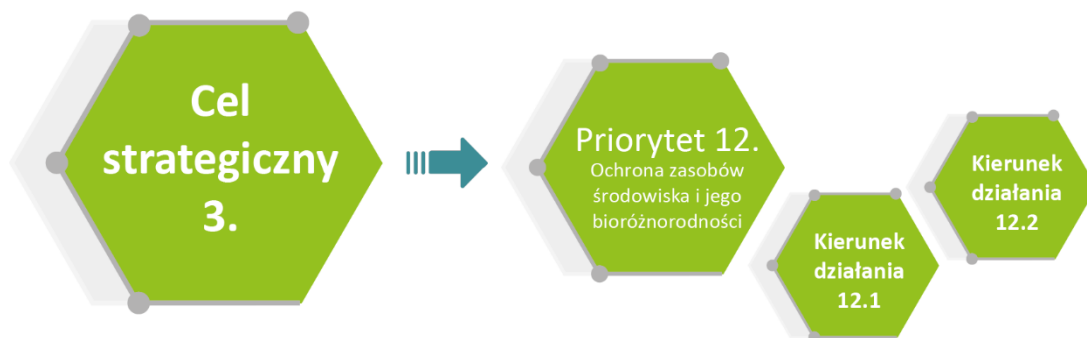 Cel
strategiczny
3.
Priorytet 12.
Ochrona zasobów
środowiska i jego
bioróżnorodności
Kierunek
działania
12.1
Kierunek
działania
12.2